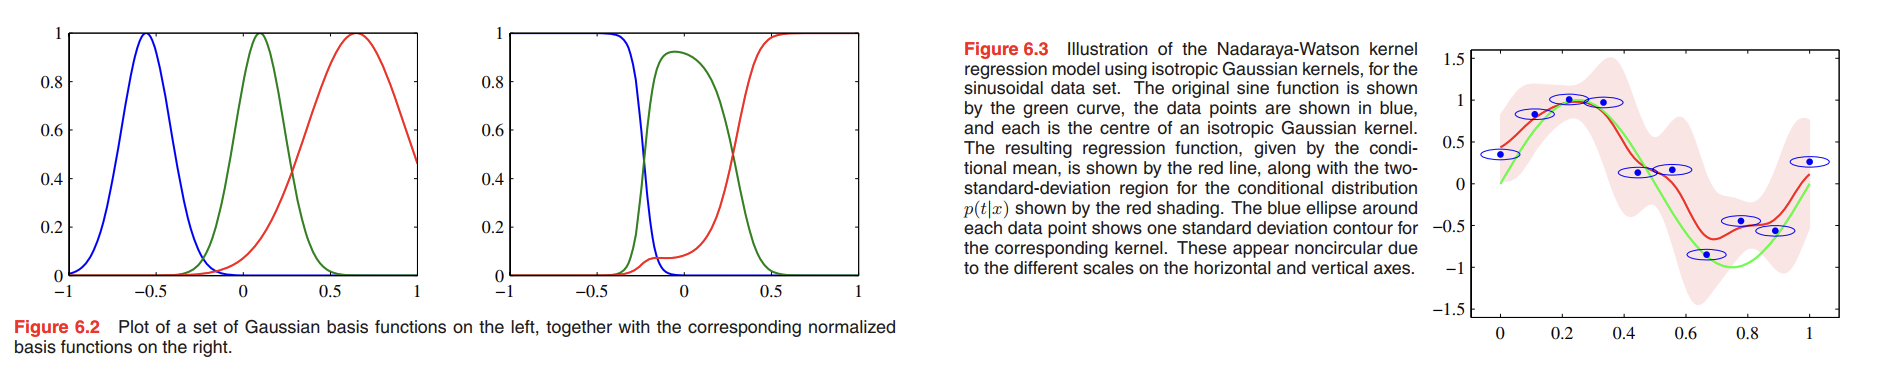 1
0.8
0.6
0.4
0.2
0
−1
−0.5
0
0.5
1
1
0.8
0.6
0.4
0.2
0
−1
−0.5
0
0.5
1
Figure 6.2 Plot of a set of Gaussian basis functions on the left, together with the corresponding normalized
basis functions on the right.
Figure 6.3 Illustration of the Nadaraya-Watson kernel
regression model using isotropic Gaussian kernels, for the
sinusoidal data set. The original sine function is shown
by the green curve, the data points are shown in blue,
and each is the centre of an isotropic Gaussian kernel.
The resulting regression function, given by the condi-
tional mean, is shown by the red line, along with the two-
standard-deviation region for the conditional distribution
p(t|x) shown by the red shading. The blue ellipse around
each data point shows one standard deviation contour for
the corresponding kernel. These appear noncircular due
to the different scales on the horizontal and vertical axes.
1.5
1
0.5
0
−0.5
−1
−1.5
0
0.2
0.4
0.6
0.8
1